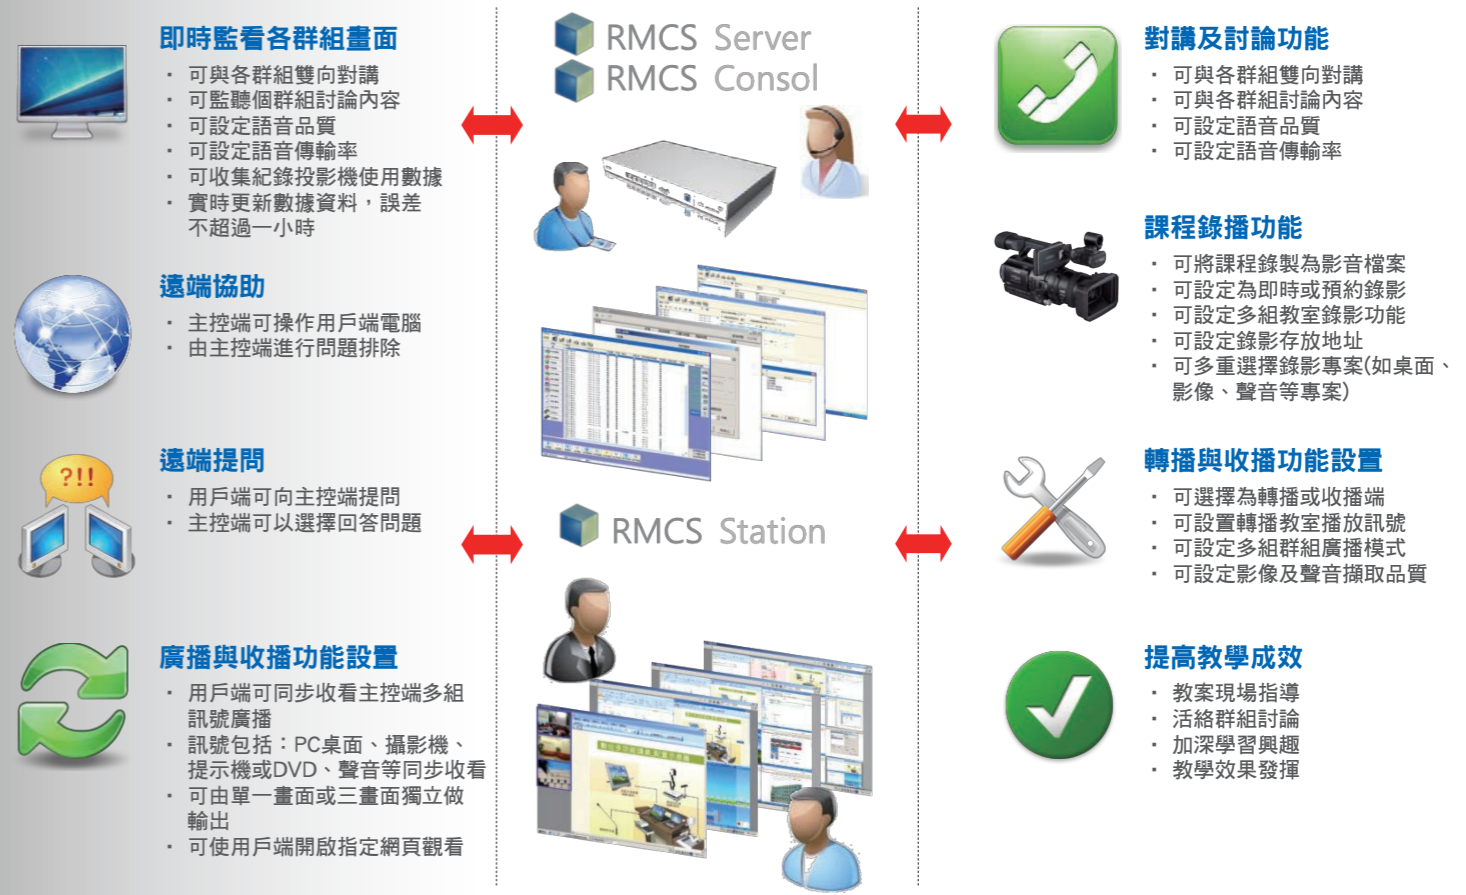 即時監看各群組畫面
· 可與各群組雙向對講
· 可監聽個群組討論內容
· 可設定語音品質
· 可設定語音傳輸率
· 可收集紀錄投影機使用數據
· 實時更新數據資料，誤差
不超過一小時
遠端協助
· 主控端可操作用戶端電腦
· 由主控端進行問題排除
?!!
遠端提問
· 用戶端可向主控端提問
· 主控端可以選擇回答問題
廣播與收播功能設置
· 用戶端可同步收看主控端多組
訊號廣播
· 訊號包括：PC桌面、攝影機、
提示機或DVD、聲音等同步收看
· 可由單一畫面或三畫面獨立做
輸出
· 可使用戶端開啟指定網頁觀看
RMCS Server
RMCS Consol
RMCS Station
對講及討論功能
· 可與各群組雙向對講
· 可與各群組討論內容
· 可設定語音品質
· 可設定語音傳輸率
課程錄播功能
· 可將課程錄製為影音檔案
· 可設定為即時或預約錄影
· 可設定多組教室錄影功能
· 可設定錄影存放地址
· 可多重選擇錄影專案(如桌面、
影像、聲音等專案)
轉播與收播功能設置
· 可選擇為轉播或收播端
· 可設置轉播教室播放訊號
· 可設定多組群組廣播模式
· 可設定影像及聲音擷取品質
提高教學成效
· 教案現場指導
· 活絡群組討論
· 加深學習興趣
· 教學效果發揮